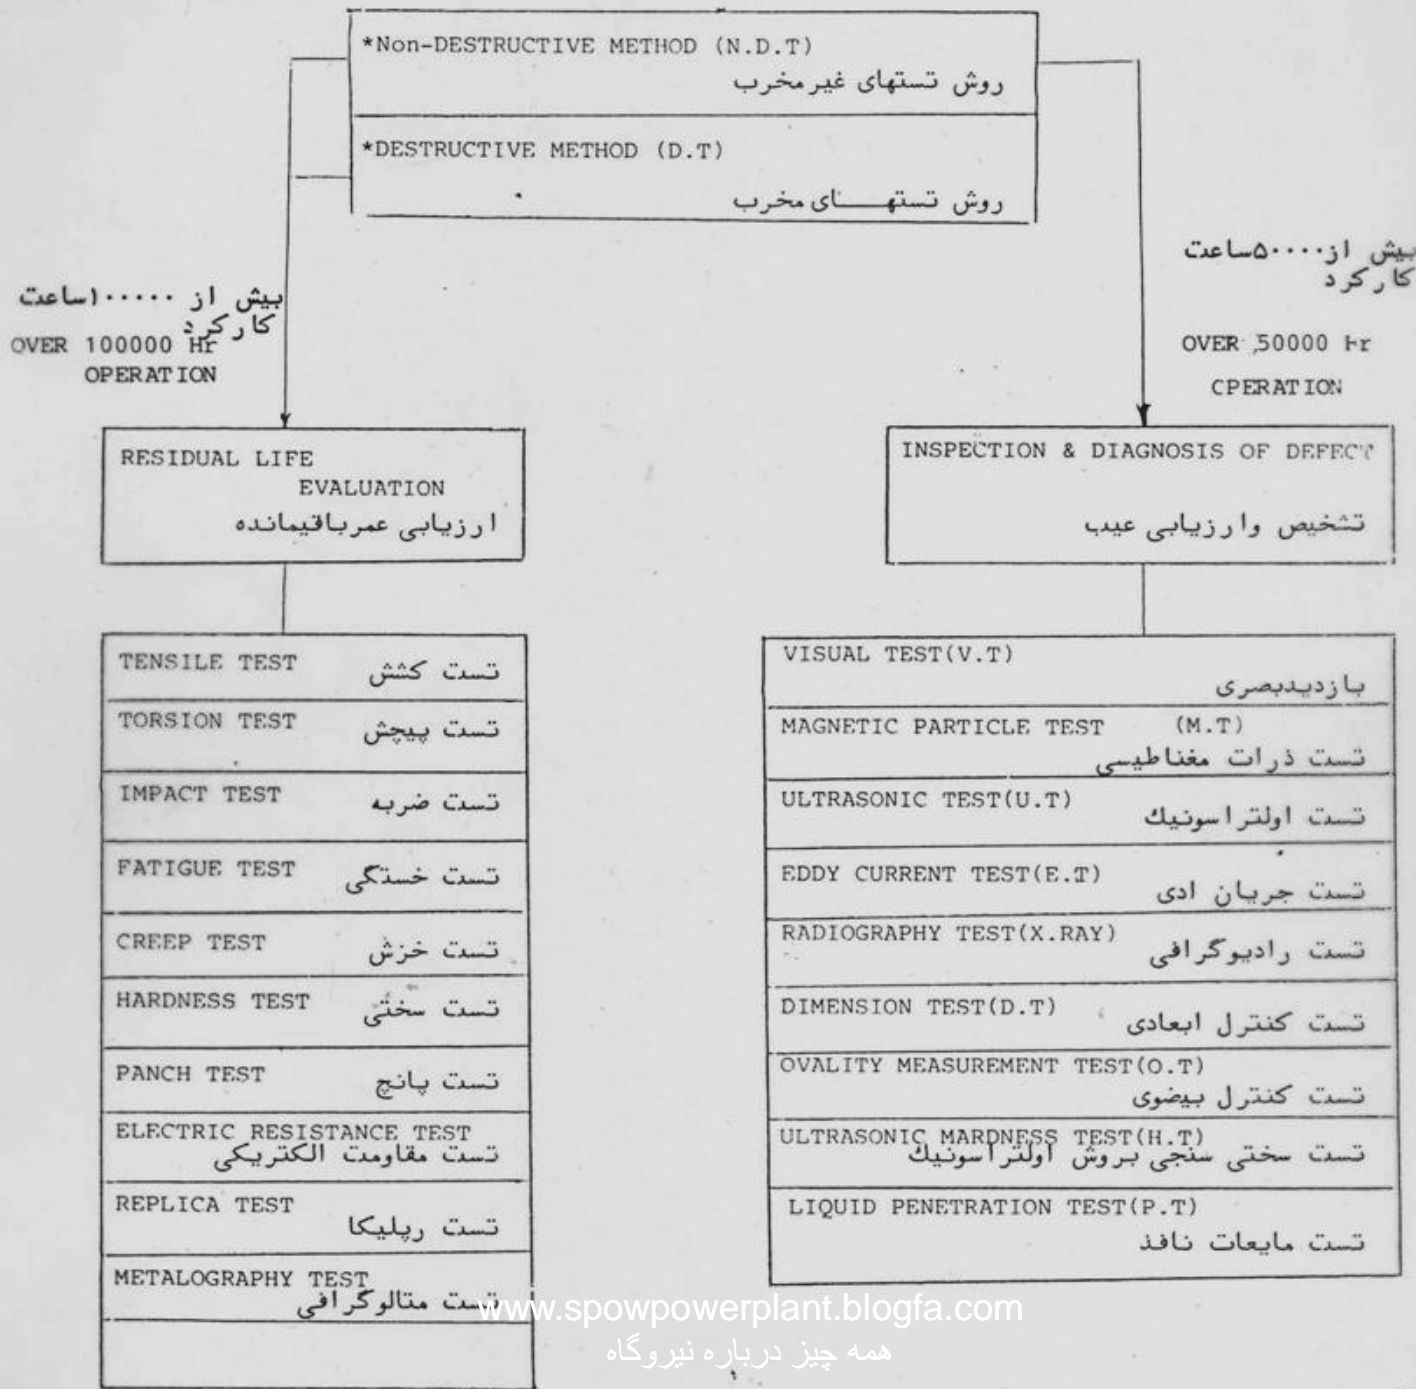 *Non-DESTRUCTIVE METHOD (N.D.T)
روش تستهای غیرمخرب
*DESTRUCTIVE METHOD (D.T)
روش تستهـــای مخرب
بیش از ۱۰۰۰۰۰ساعت
کارکرد
OVER 100000 Hr
OPERATION
بیش از ۵۰۰۰۰ساعت
کارکرد
OVER 50000 Hr
CPERATION
RESIDUAL LIFE
EVALUATION
ارزیابی عمرباقیمانده
INSPECTION & DIAGNOSIS OF DEFECT
تشخیص وارزیابی عیب
TENSILE TEST تست کشش
TORSION TEST تست پیچش
IMPACT TEST تست ضربه
FATIGUE TEST تست خستگی
CREEP TEST تست خزش
HARDNESS TEST تست سختی
PANCH TEST تست پانچ
ELECTRIC RESISTANCE TEST
تست مقاومت الکتریکی
REPLICA TEST
تست رپلیکا
METALOGRAPHY TEST
تست متالوگرافی
VISUAL TEST(V.T)
بازدیدبصری
MAGNETIC PARTICLE TEST (M.T)
تست ذرات مغناطیسی
ULTRASONIC TEST(U.T)
تست اولتراسونیك
EDDY CURRENT TEST(E.T)
تست جریان ادی
RADIOGRAPHY TEST(X.RAY)
تست رادیوگرافی
DIMENSION TEST(D.T)
تست کنترل ابعادی
OVALITY MEASUREMENT TEST(O.T)
تست کنترل بیضوی
ULTRASONIC MARDNESS TEST(H.T)
تست سختی سنجی بروش اولتراسونیك
LIQUID PENETRATION TEST(P.T)
تست مایعات نافذ
www.spowpowerplant.blogfa.com
همه چیز درباره نیروگاه